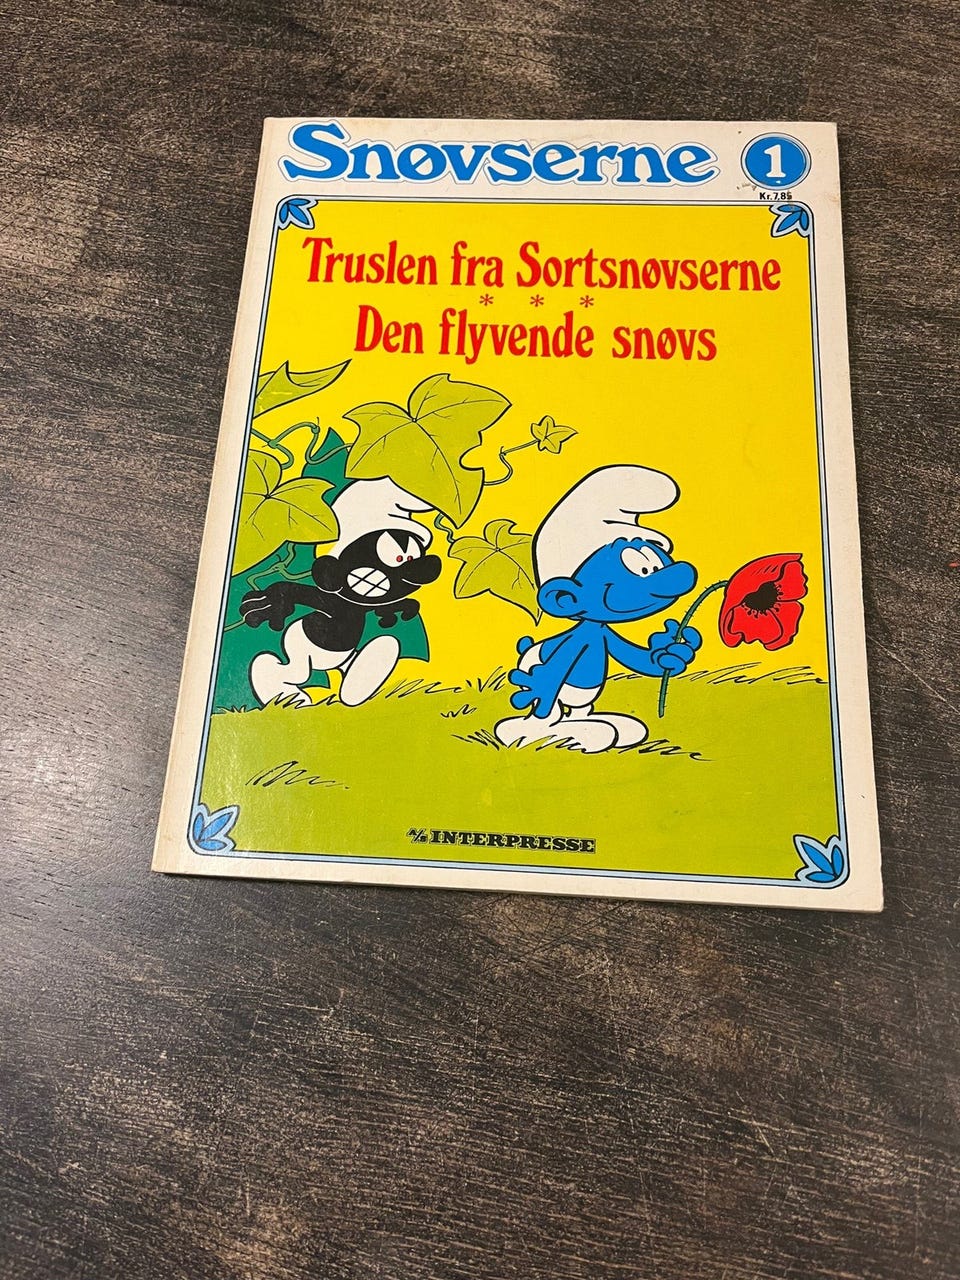 Snøvserne
1
Kr. 7,85
Truslen fra Sortsnøvserne
* * *
Den flyvende snøvs
A/S INTERPRESSE